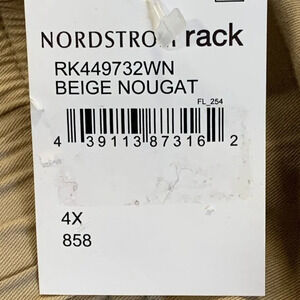 NORDSTROM rack
RK449732WN
BEIGE NOUGAT
FL_254
4 39113 87316 2
4X
858